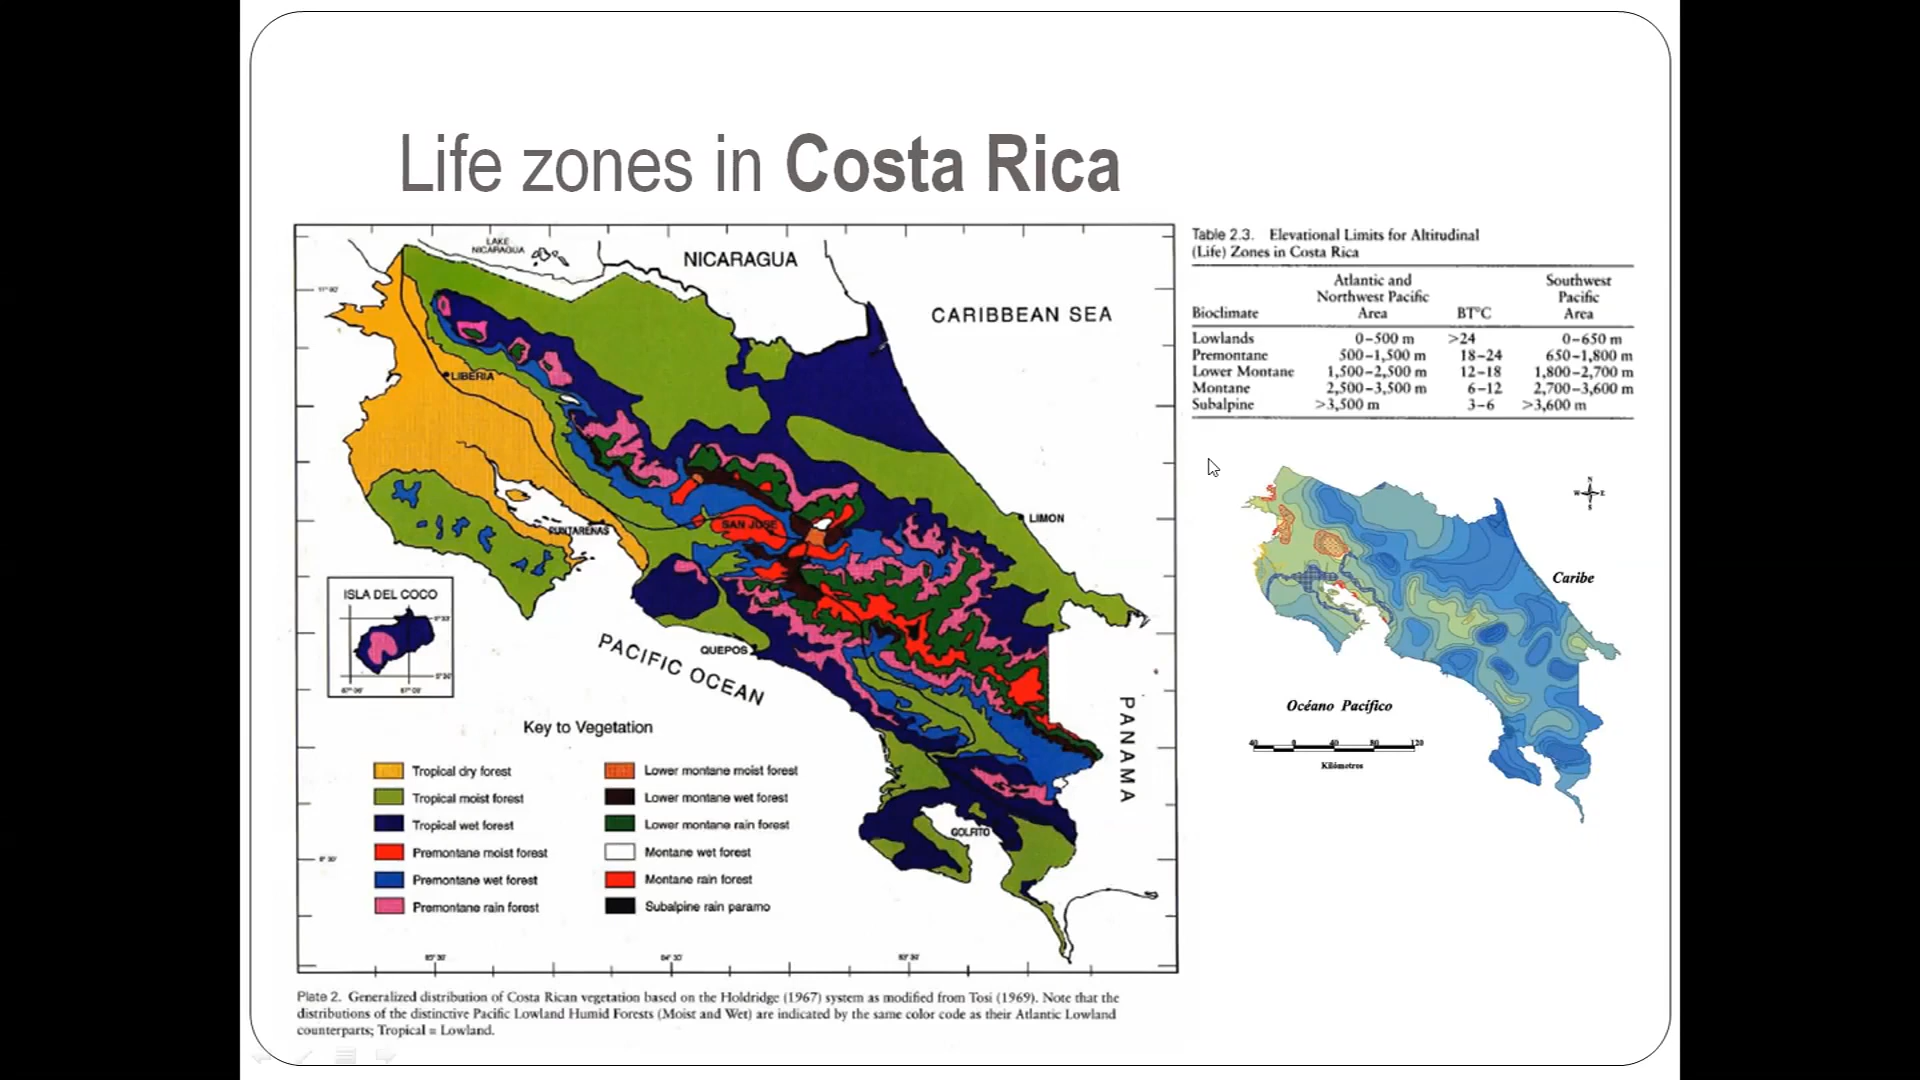 Life zones in Costa Rica
LAKE
NICARAGUA
NICARAGUA
CARIBBEAN SEA
LIBERIA
PUNTARENAS
SAN JOSE
LIMON
ISLA DEL COCO
QUEPOS
PACIFIC OCEAN
PANAMA
GOLFITO
Key to Vegetation
Tropical dry forest
Tropical moist forest
Tropical wet forest
Premontane moist forest
Premontane wet forest
Premontane rain forest
Lower montane moist forest
Lower montane wet forest
Lower montane rain forest
Montane wet forest
Montane rain forest
Subalpine rain paramo
Plate 2. Generalized distribution of Costa Rican vegetation based on the Holdridge (1967) system as modified from Tosi (1969). Note that the
distributions of the distinctive Pacific Lowland Humid Forests (Moist and Wet) are indicated by the same color code as their Atlantic Lowland
counterparts; Tropical = Lowland.
Table 2.3. Elevational Limits for Altitudinal
(Life) Zones in Costa Rica
Atlantic and Southwest
Northwest Pacific Pacific
Bioclimate Area BT°C Area
Lowlands 0–500 m >24 0–650 m
Premontane 500–1,500 m 18–24 650–1,800 m
Lower Montane 1,500–2,500 m 12–18 1,800–2,700 m
Montane 2,500–3,500 m 6–12 2,700–3,600 m
Subalpine >3,500 m 3–6 >3,600 m
N
W E
S
Caribe
Océano Pacífico
40 0 40 80 120
Kilómetros